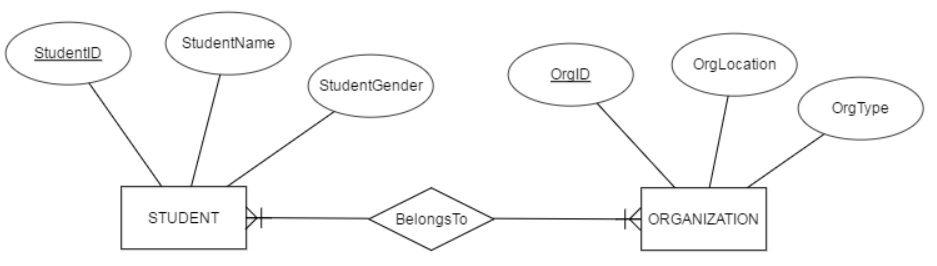 StudentID
StudentName
StudentGender
OrgID
OrgLocation
OrgType
STUDENT
BelongsTo
ORGANIZATION